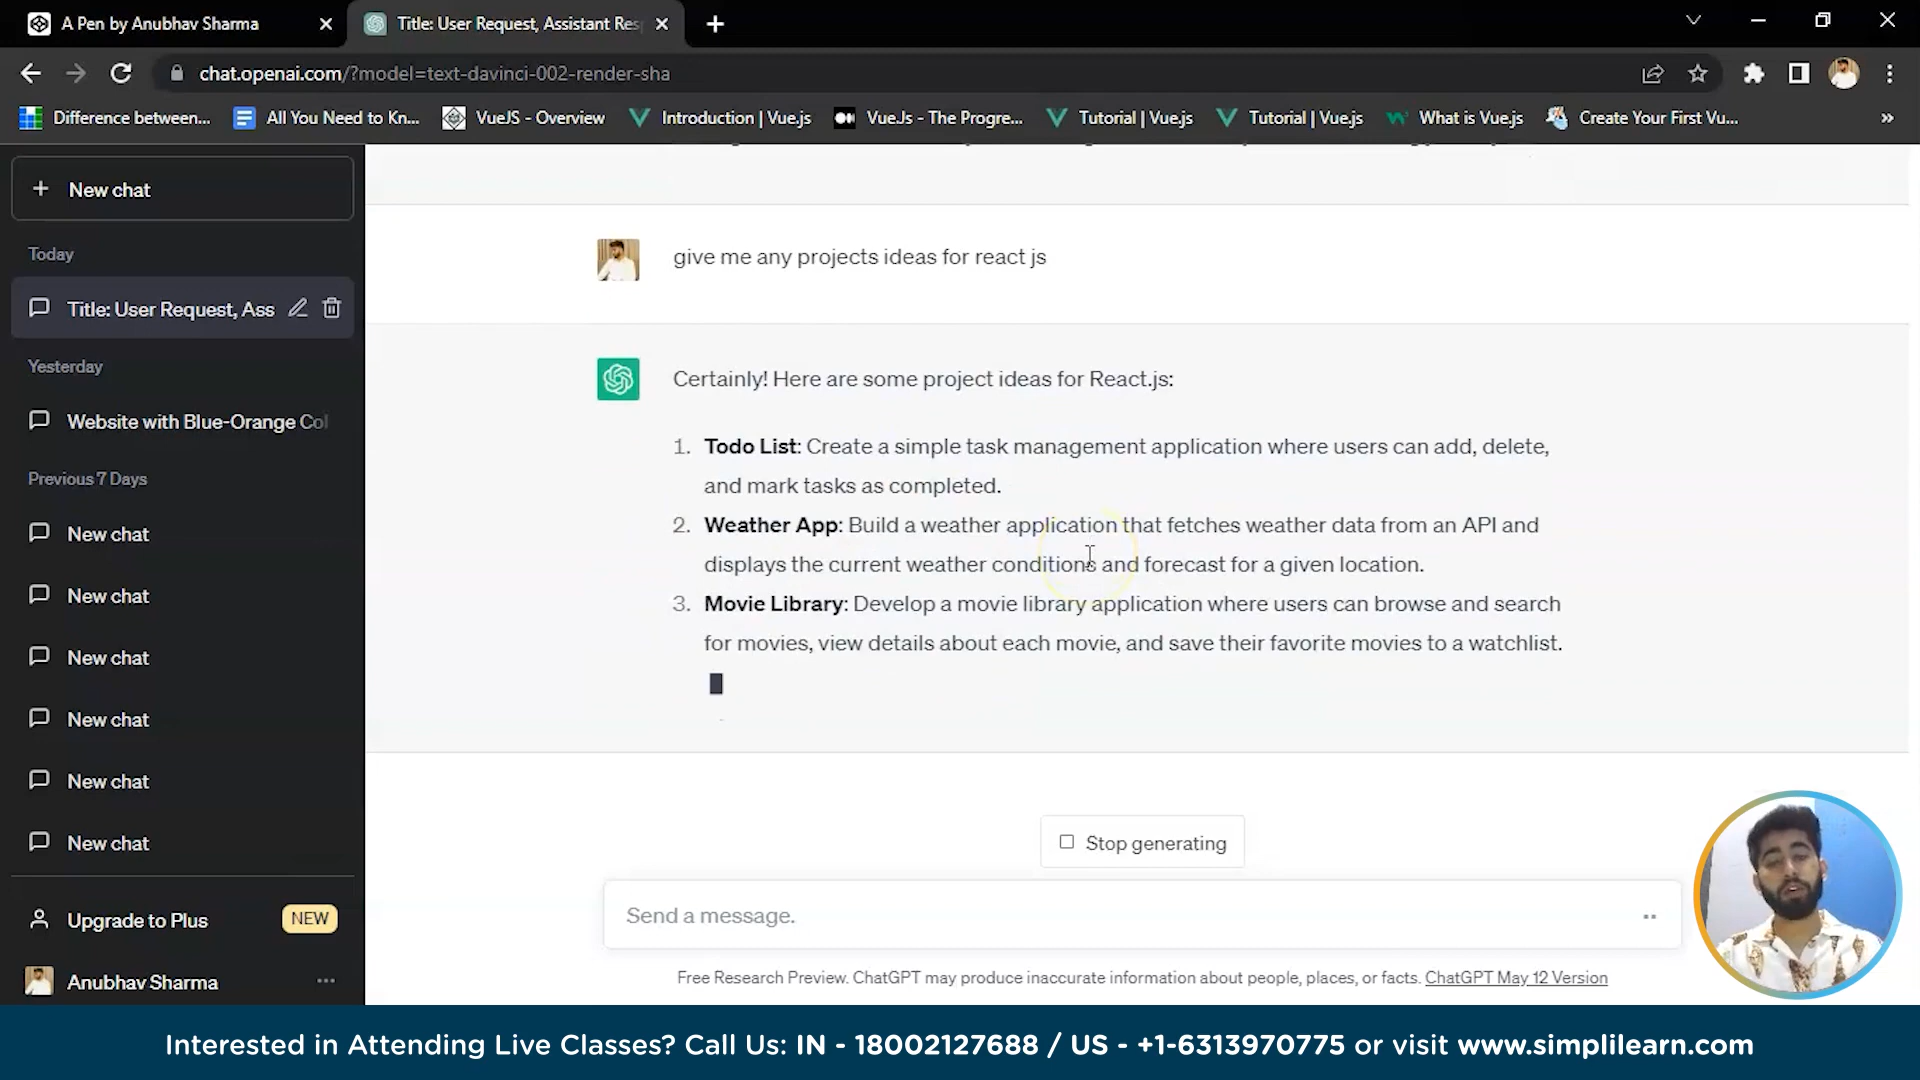 A Pen by Anubhav Sharma
Title: User Request, Assistant Res
chat.openai.com/?model=text-davinci-002-render-sha
Difference between...
All You Need to Kn...
VueJS - Overview
Introduction | Vue.js
VueJs - The Progre...
Tutorial | Vue.js
Tutorial | Vue.js
What is Vue.js
Create Your First Vu...
»
+ New chat
Today
Title: User Request, Ass
Yesterday
Website with Blue-Orange Col
Previous 7 Days
New chat
New chat
New chat
New chat
New chat
New chat
Upgrade to Plus NEW
Anubhav Sharma
give me any projects ideas for react js
Certainly! Here are some project ideas for React.js:
1. Todo List: Create a simple task management application where users can add, delete,
and mark tasks as completed.
2. Weather App: Build a weather application that fetches weather data from an API and
displays the current weather conditions and forecast for a given location.
3. Movie Library: Develop a movie library application where users can browse and search
for movies, view details about each movie, and save their favorite movies to a watchlist.
Stop generating
Send a message.
Free Research Preview. ChatGPT may produce inaccurate information about people, places, or facts. ChatGPT May 12 Version
Interested in Attending Live Classes? Call Us: IN - 18002127688 / US - +1-6313970775 or visit www.simplilearn.com